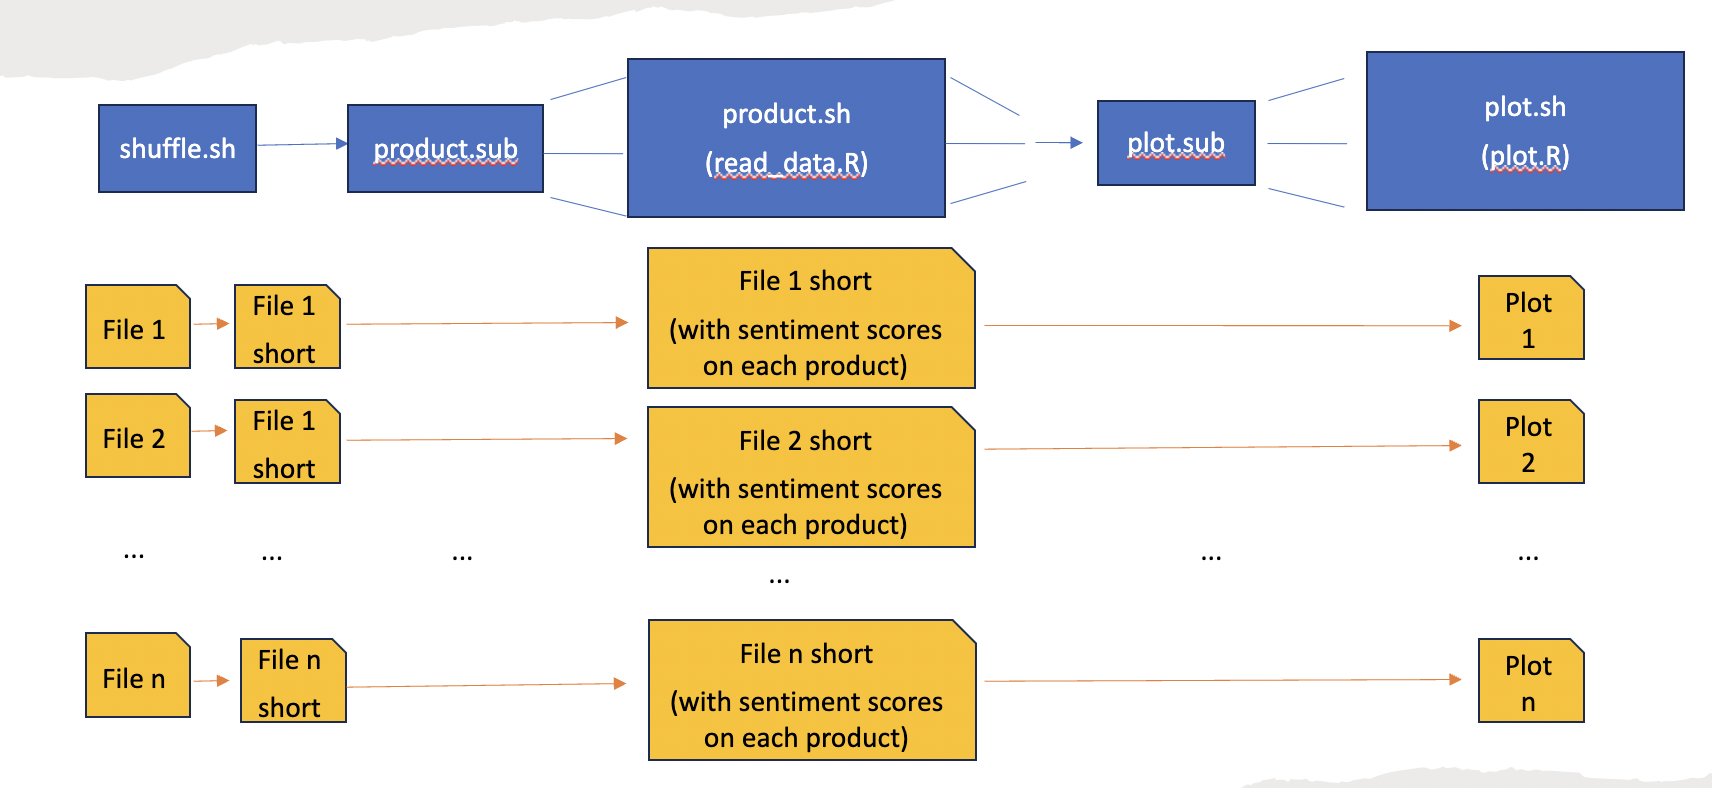 shuffle.sh
product.sub
product.sh
(read_data.R)
plot.sub
plot.sh
(plot.R)
File 1
File 1
short
File 1 short
(with sentiment scores
on each product)
Plot
1
File 2
File 1
short
File 2 short
(with sentiment scores
on each product)
Plot
2
...
...
...
...
...
...
File n
File n
short
File n short
(with sentiment scores
on each product)
Plot
n